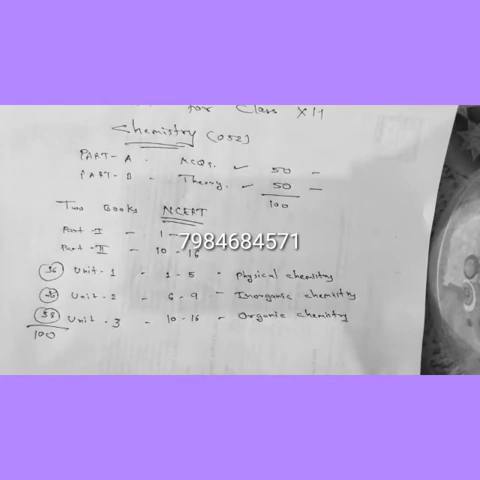 for Class XII
Chemistry (052)
PART - A - MCQs. ✓ 50 -
PART - B - Theory. ✓ 50 -
100
Two Books NCERT
Part - I - 1 -
7984684571
Part - II - 10 - 16
Unit - 1 - 1 - 5 - Physical chemistry
Unit - 2 - 6 - 9 - Inorganic chemistry
38 Unit - 3 - 10 - 16 - Organic chemistry
100